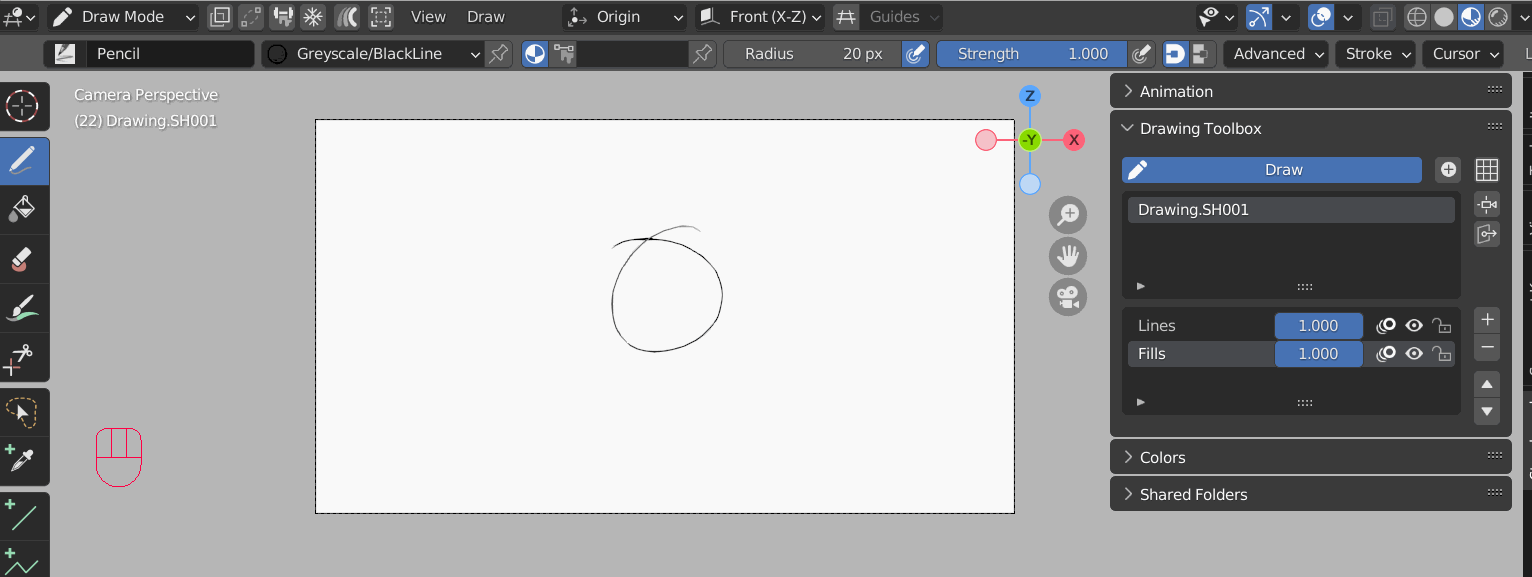 Draw Mode View Draw Origin Front (X-Z) Guides
Pencil Greyscale/BlackLine Radius 20 px Strength 1.000 Advanced Stroke Cursor
Camera Perspective
(22) Drawing.SH001
Z
-Y
X
Animation
Drawing Toolbox
Draw
Drawing.SH001
Lines 1.000
Fills 1.000
Colors
Shared Folders